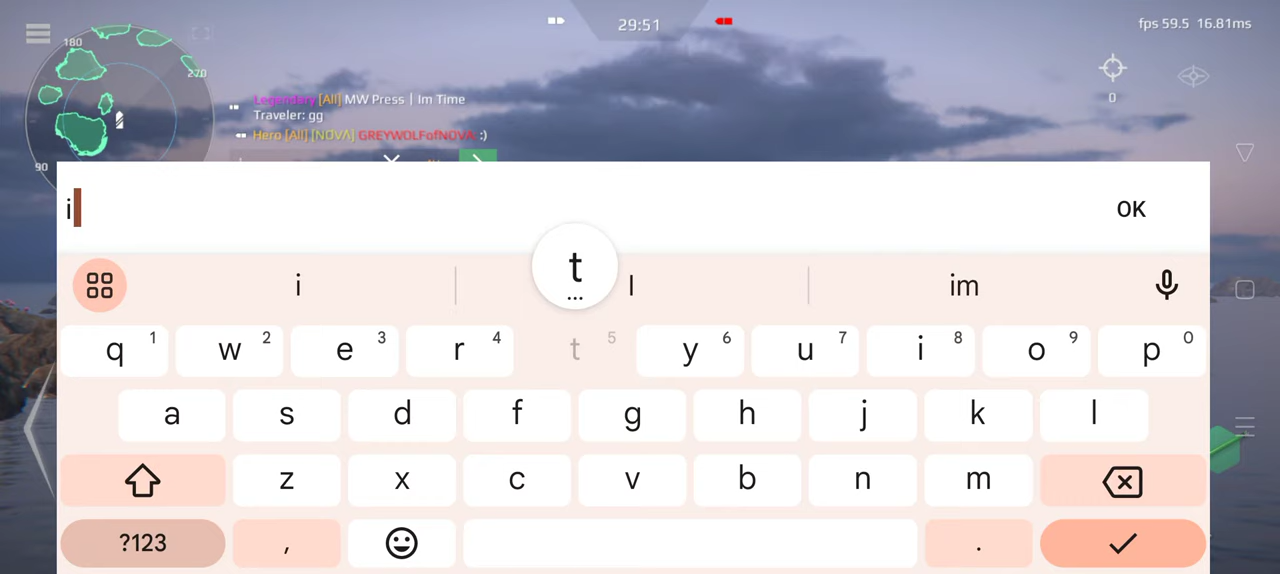 29:51
fps 59.5 16.81ms
180
270
90
0
Legendary [All] MW Press | Im Time
Traveler: gg
Hero [All] [NOVA] GREYWOLFofNOVA: :)
i
OK
t
...
i
I
im
q 1 w 2 e 3 r 4 t 5 y 6 u 7 i 8 o 9 p 0
a s d f g h j k l
z x c v b n m
?123 , .